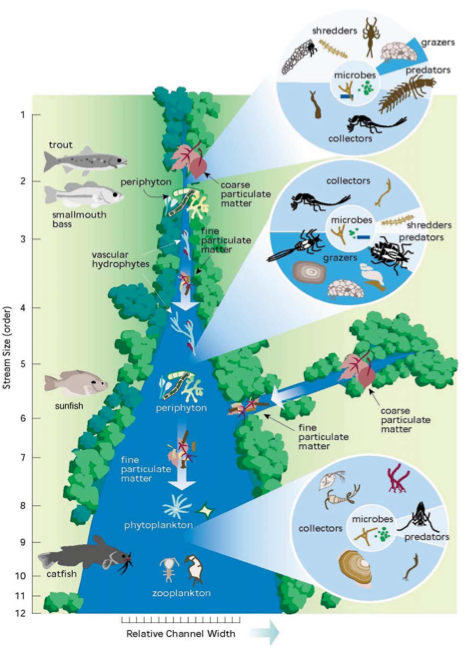 shredders
grazers
predators
microbes
collectors
1
trout
2
periphyton
coarse
particulate
matter
smallmouth
bass
collectors
microbes
shredders
predators
grazers
3
fine
particulate
matter
vascular
hydrophytes
4
Stream Size (order)
5
sunfish
periphyton
coarse
particulate
matter
6
fine
particulate
matter
7
fine
particulate
matter
8
phytoplankton
microbes
collectors
predators
9
catfish
10
zooplankton
11
12
Relative Channel Width